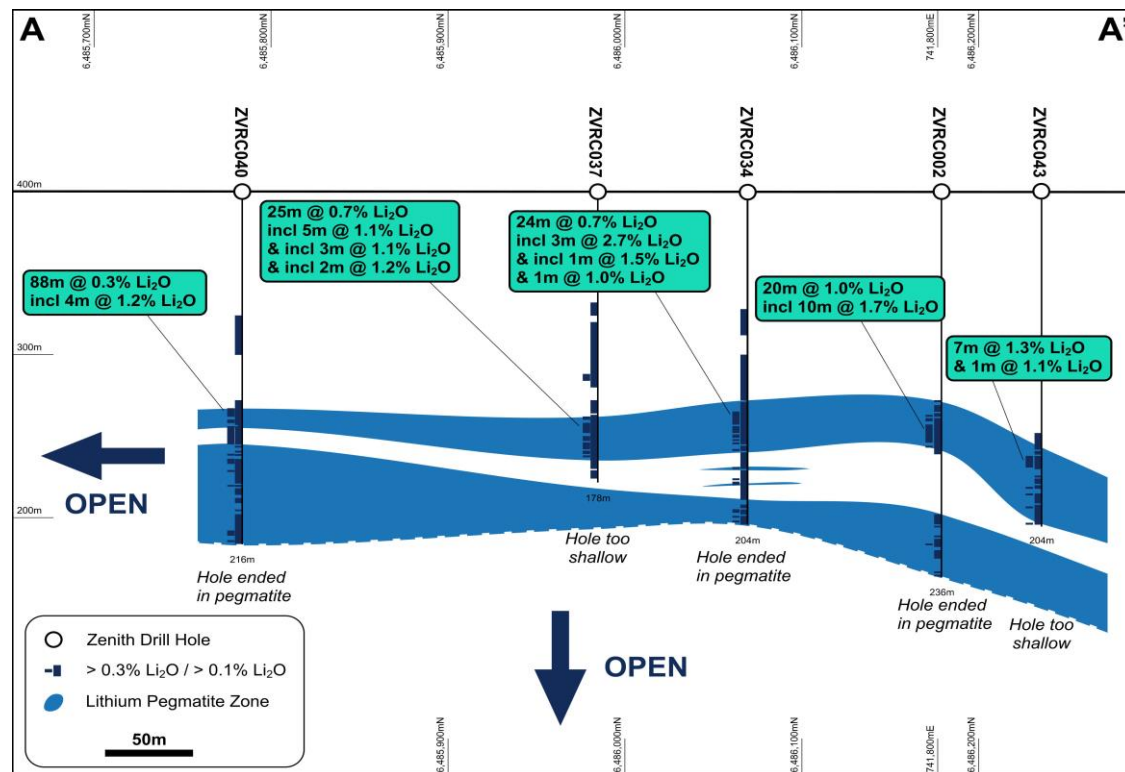 A
A'
6,485,700mN
6,485,800mN
6,485,900mN
6,486,000mN
6,486,100mN
741,800mE
6,486,200mN
ZVRC040
ZVRC037
ZVRC034
ZVRC002
ZVRC043
400m
25m @ 0.7% Li₂O
incl 5m @ 1.1% Li₂O
& incl 3m @ 1.1% Li₂O
& incl 2m @ 1.2% Li₂O
24m @ 0.7% Li₂O
incl 3m @ 2.7% Li₂O
& incl 1m @ 1.5% Li₂O
& 1m @ 1.0% Li₂O
88m @ 0.3% Li₂O
incl 4m @ 1.2% Li₂O
20m @ 1.0% Li₂O
incl 10m @ 1.7% Li₂O
7m @ 1.3% Li₂O
& 1m @ 1.1% Li₂O
300m
OPEN
200m
178m
Hole too
shallow
216m
Hole ended
in pegmatite
204m
Hole ended
in pegmatite
236m
Hole ended
in pegmatite
204m
Hole too
shallow
OPEN
Zenith Drill Hole
> 0.3% Li₂O / > 0.1% Li₂O
Lithium Pegmatite Zone
50m
6,485,900mN
6,486,000mN
6,486,100mN
741,800mE
6,486,200mN